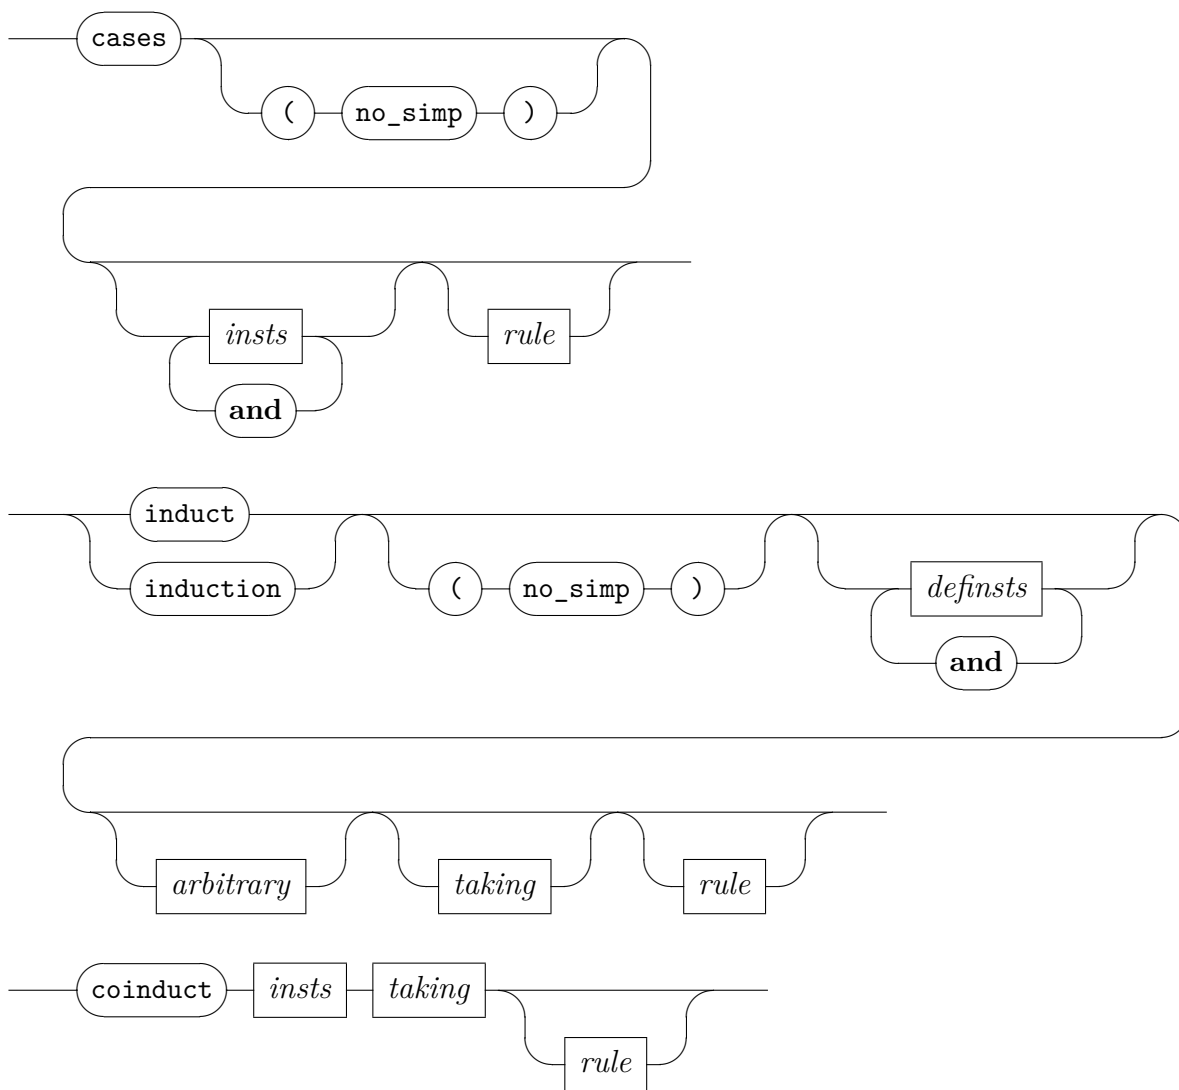 cases
( no_simp )
insts rule
and
induct
induction ( no_simp ) definsts
and
arbitrary taking rule
coinduct insts taking
rule